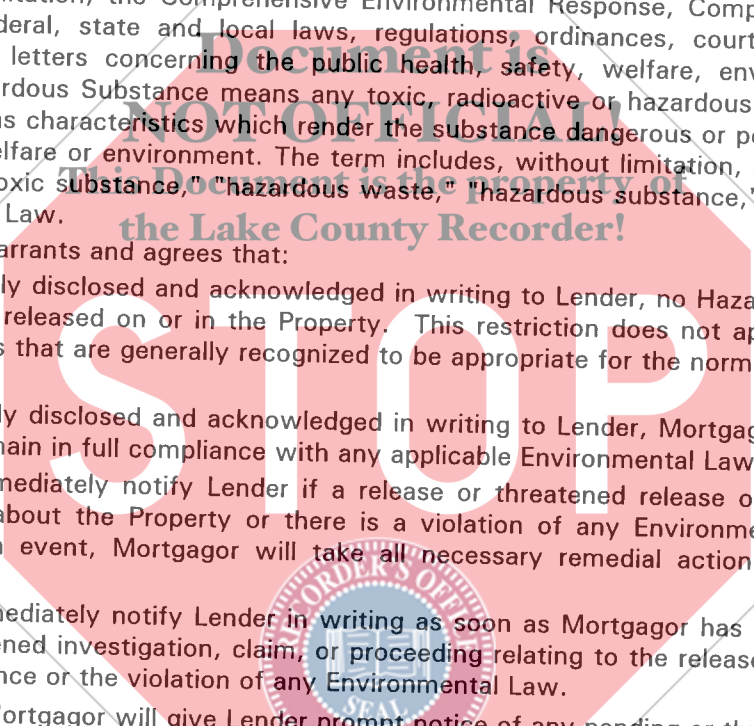 itation, the Comprehensive Environmental Response, Comp
deral, state and local laws, regulations, ordinances, court
letters concerning the public health, safety, welfare, env
rdous Substance means any toxic, radioactive or hazardous
as characteristics which render the substance dangerous or po
elfare or environment. The term includes, without limitation,
oxic substance," "hazardous waste," "hazardous substance,"
Law.
arrants and agrees that:
ly disclosed and acknowledged in writing to Lender, no Haza
released on or in the Property. This restriction does not ap
s that are generally recognized to be appropriate for the norm
ly disclosed and acknowledged in writing to Lender, Mortgag
main in full compliance with any applicable Environmental Law
mediately notify Lender if a release or threatened release o
about the Property or there is a violation of any Environme
n event, Mortgagor will take all necessary remedial action
mediately notify Lender in writing as soon as Mortgagor has
ened investigation, claim, or proceeding relating to the release
nce or the violation of any Environmental Law.
Mortgagor will give Lender prompt notice of any pending or th
Document is
NOT OFFICIAL!
This Document is the property of
the Lake County Recorder!
STOP
RECORDER'S OFFICE
SEAL